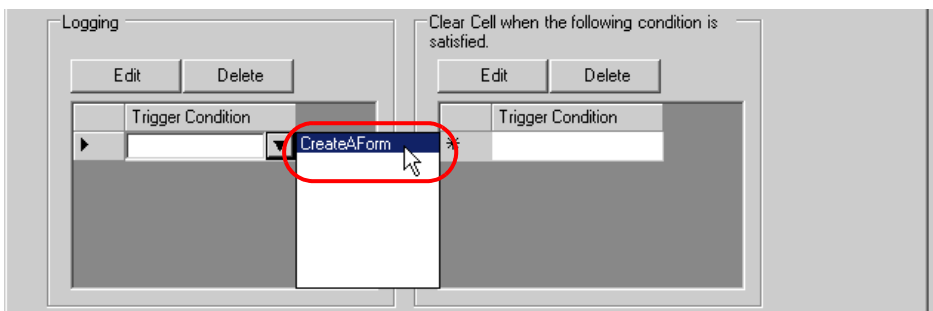 Logging
Edit Delete
Trigger Condition
CreateAForm
Clear Cell when the following condition is
satisfied.
Edit Delete
Trigger Condition
*